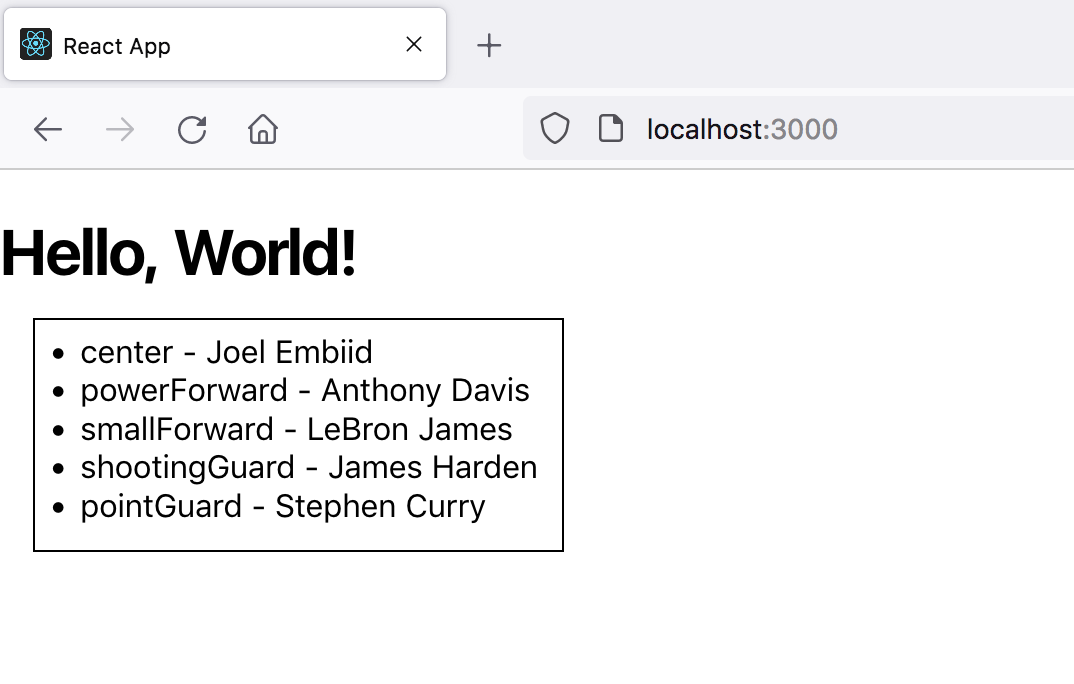 React App
localhost:3000
Hello, World!
center - Joel Embiid
powerForward - Anthony Davis
smallForward - LeBron James
shootingGuard - James Harden
pointGuard - Stephen Curry